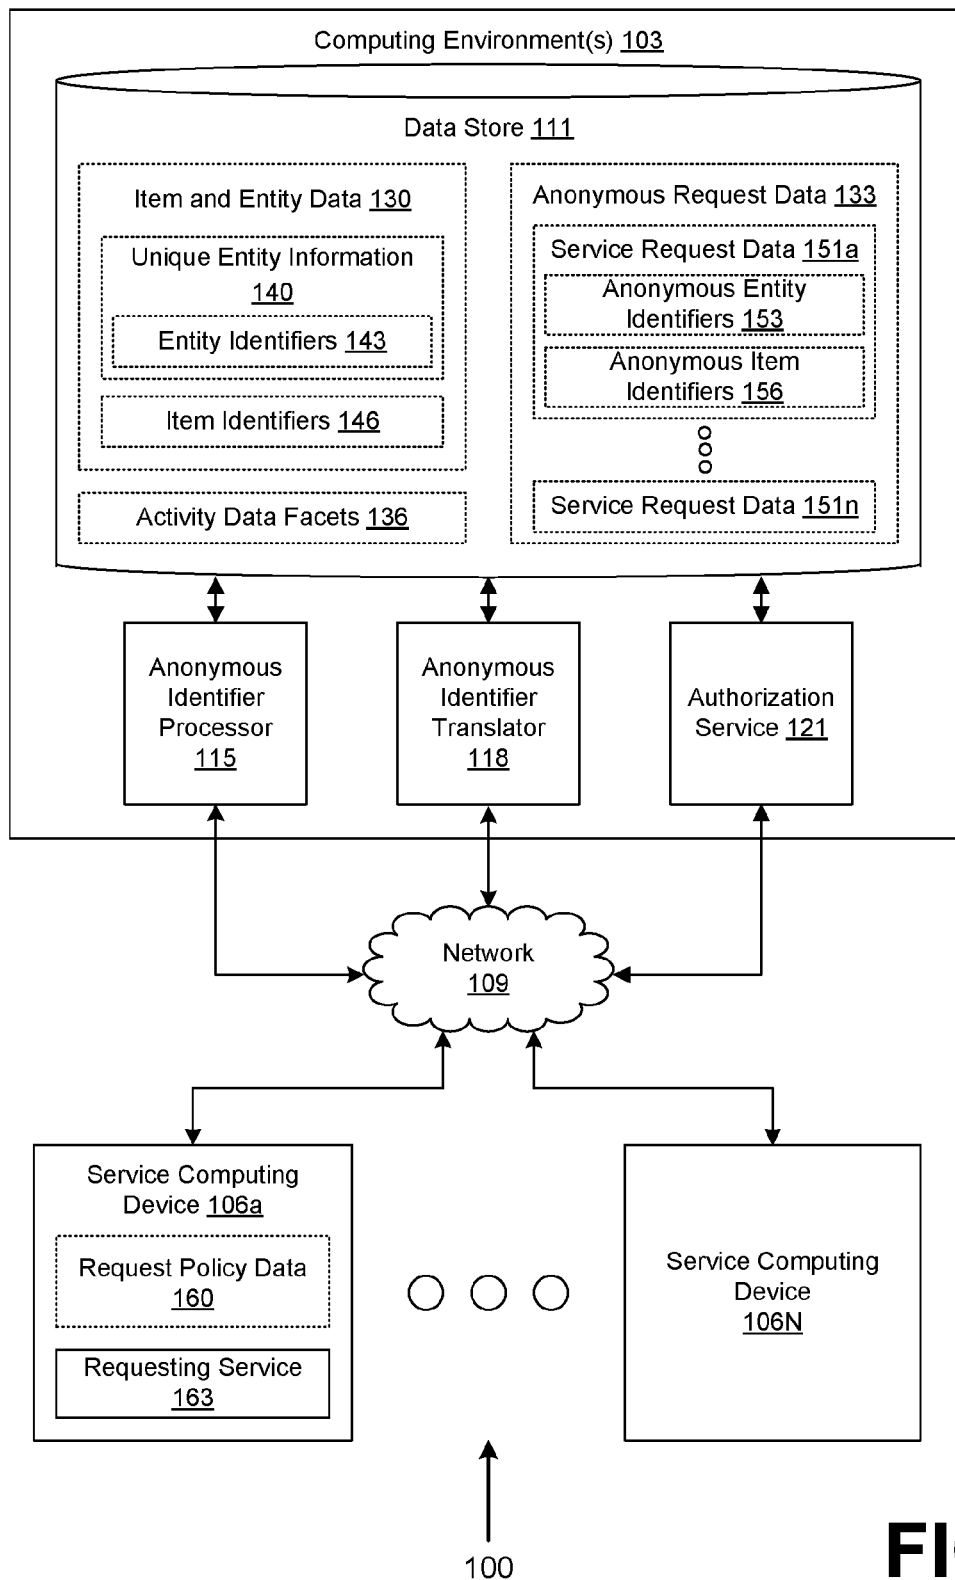 Computing Environment(s) 103
Data Store 111
Item and Entity Data 130
Unique Entity Information
140
Entity Identifiers 143
Item Identifiers 146
Activity Data Facets 136
Anonymous Request Data 133
Service Request Data 151a
Anonymous Entity
Identifiers 153
Anonymous Item
Identifiers 156
Service Request Data 151n
Anonymous
Identifier
Processor
115
Anonymous
Identifier
Translator
118
Authorization
Service 121
Network
109
Service Computing
Device 106a
Request Policy Data
160
Requesting Service
163
Service Computing
Device
106N
100